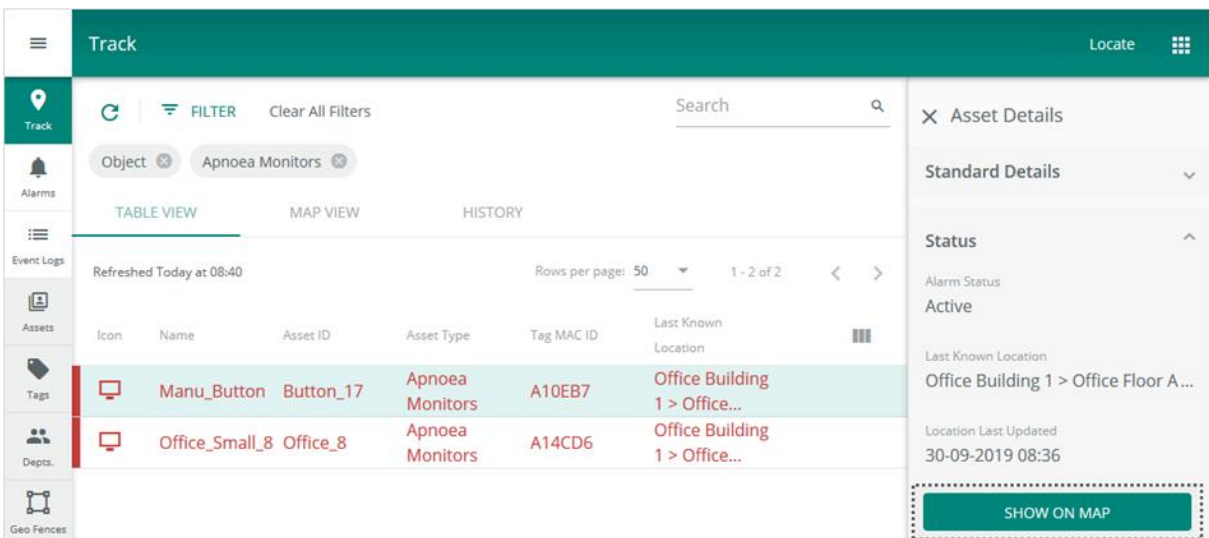 Track
Locate
Track
Alarms
Event Logs
Assets
Tags
Depts.
Geo Fences
FILTER
Clear All Filters
Search
Object
Apnoea Monitors
TABLE VIEW
MAP VIEW
HISTORY
Refreshed Today at 08:40
Rows per page: 50
1 - 2 of 2
Icon
Name
Asset ID
Asset Type
Tag MAC ID
Last Known
Location
Manu_Button
Button_17
Apnoea
Monitors
A10EB7
Office Building
1 > Office...
Office_Small_8
Office_8
Apnoea
Monitors
A14CD6
Office Building
1 > Office...
Asset Details
Standard Details
Status
Alarm Status
Active
Last Known Location
Office Building 1 > Office Floor A...
Location Last Updated
30-09-2019 08:36
SHOW ON MAP